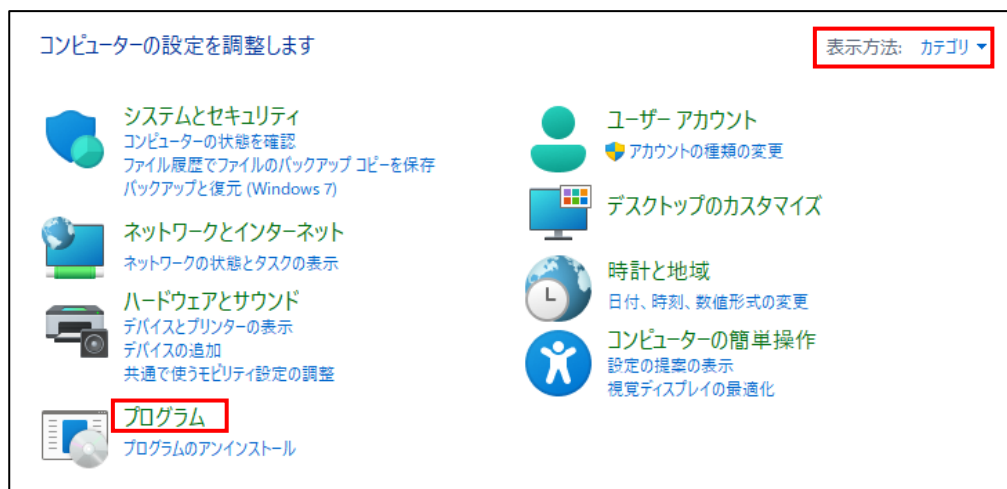 コンピューターの設定を調整します
表示方法: カテゴリ
システムとセキュリティ
コンピューターの状態を確認
ファイル履歴でファイルのバックアップ コピーを保存
バックアップと復元 (Windows 7)
ネットワークとインターネット
ネットワークの状態とタスクの表示
ハードウェアとサウンド
デバイスとプリンターの表示
デバイスの追加
共通で使うモビリティ設定の調整
プログラム
プログラムのアンインストール
ユーザー アカウント
アカウントの種類の変更
デスクトップのカスタマイズ
時計と地域
日付、時刻、数値形式の変更
コンピューターの簡単操作
設定の提案の表示
視覚ディスプレイの最適化